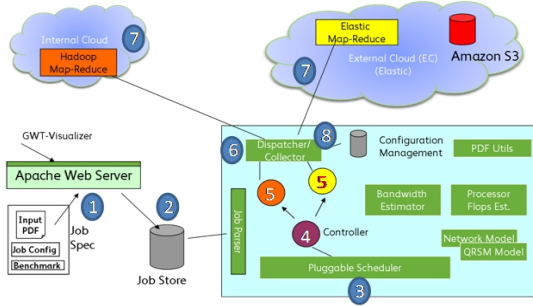 Internal Cloud
7
Hadoop
Map-Reduce
Elastic
Map-Reduce
External Cloud (EC)
(Elastic)
Amazon S3
7
GWT-Visualizer
Apache Web Server
Input
PDF
Job Config
Benchmark
1
Job
Spec
2
Job Store
6
Dispatcher/
Collector
8
Configuration
Management
PDF Utils
5
5
Job Parser
4
Controller
Bandwidth
Estimator
Processor
Flops Est.
Network Model
QRSM Model
Pluggable Scheduler
3